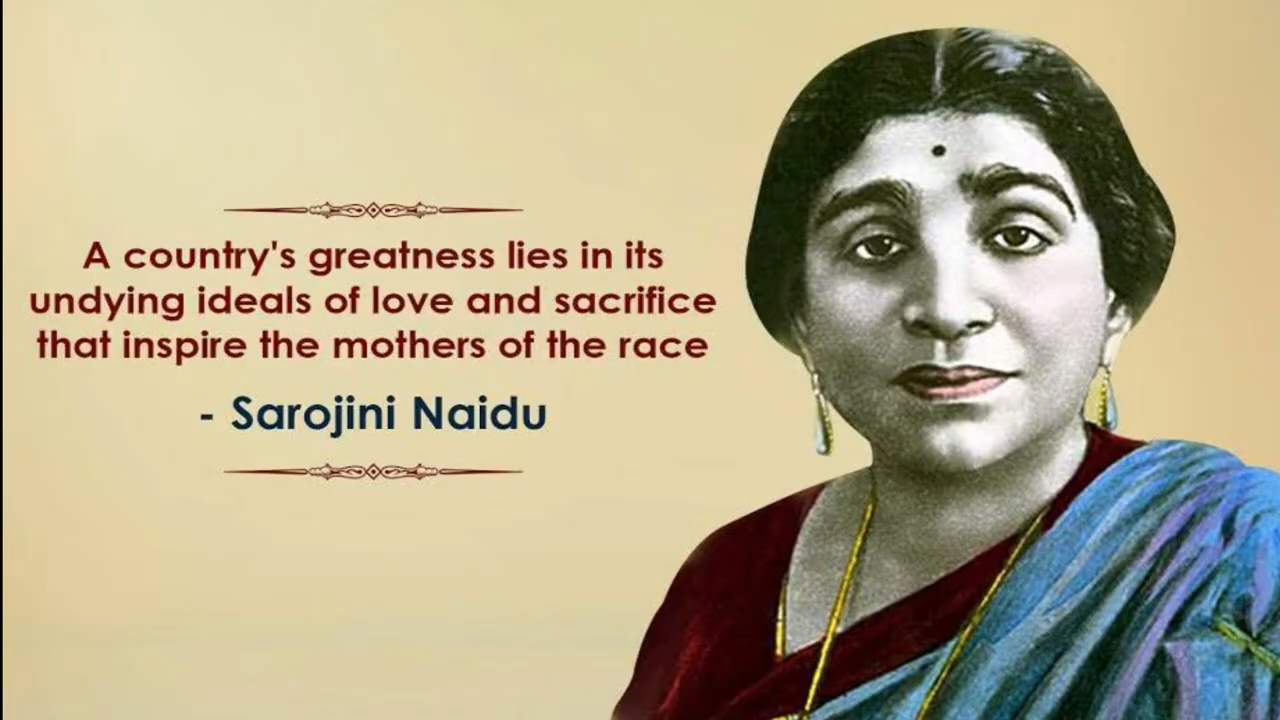 A country's greatness lies in its
undying ideals of love and sacrifice
that inspire the mothers of the race
- Sarojini Naidu